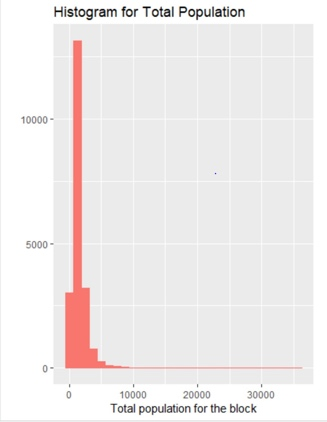 Histogram for Total Population
10000
5000
0
0 10000 20000 30000
Total population for the block